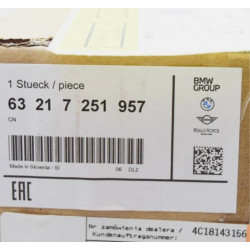 1 Stueck / piece
BMW
GROUP
63 21 7 251 957
CN
ROLLS-ROYCE
Made In Slovenia - SI
06 DL2
EAC
Nr zamówienia dealera /
Kundenauftragsnummer:
4C18143166